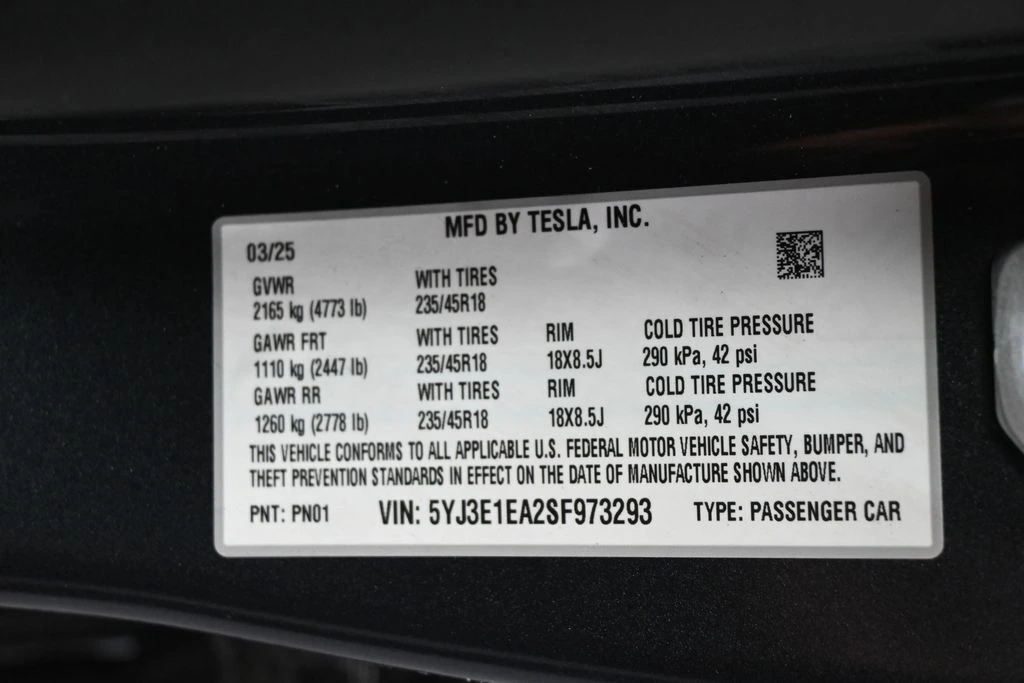 MFD BY TESLA, INC.
03/25
GVWR WITH TIRES
2165 kg (4773 lb) 235/45R18
GAWR FRT WITH TIRES RIM COLD TIRE PRESSURE
1110 kg (2447 lb) 235/45R18 18X8.5J 290 kPa, 42 psi
GAWR RR WITH TIRES RIM COLD TIRE PRESSURE
1260 kg (2778 lb) 235/45R18 18X8.5J 290 kPa, 42 psi
THIS VEHICLE CONFORMS TO ALL APPLICABLE U.S. FEDERAL MOTOR VEHICLE SAFETY, BUMPER, AND
THEFT PREVENTION STANDARDS IN EFFECT ON THE DATE OF MANUFACTURE SHOWN ABOVE.
PNT: PN01 VIN: 5YJ3E1EA2SF973293 TYPE: PASSENGER CAR